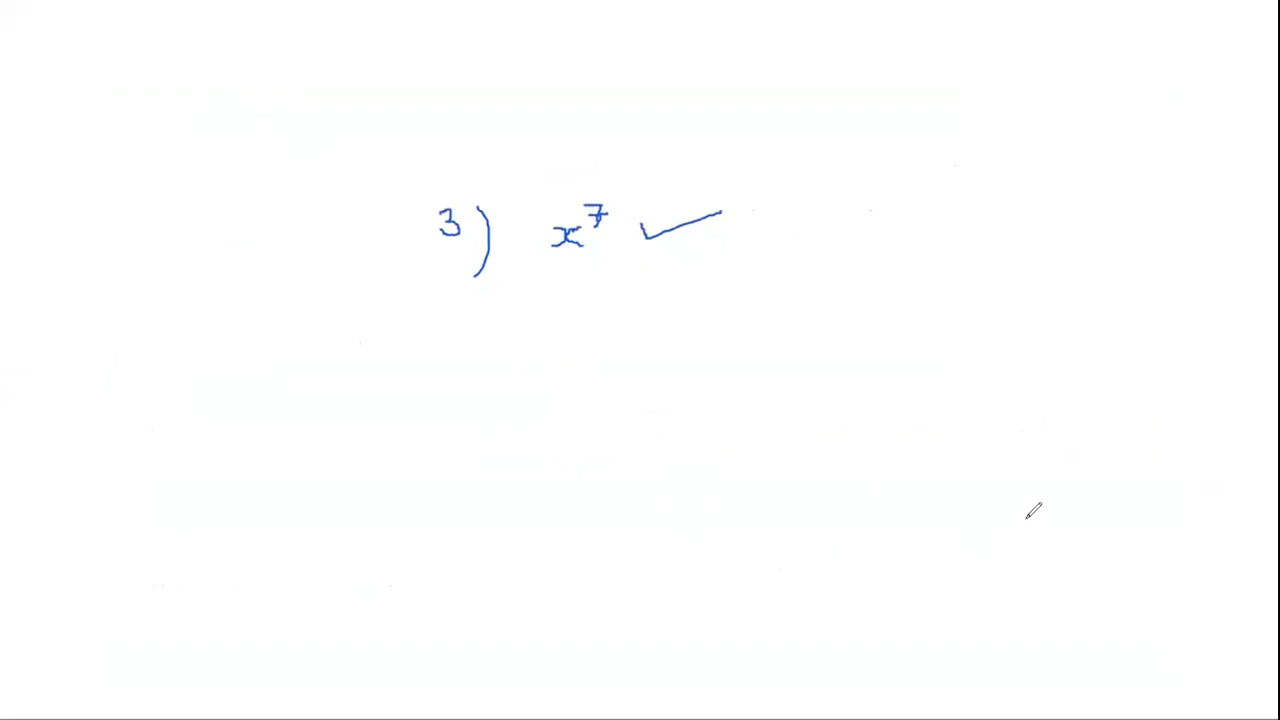 3) x⁷ ✓